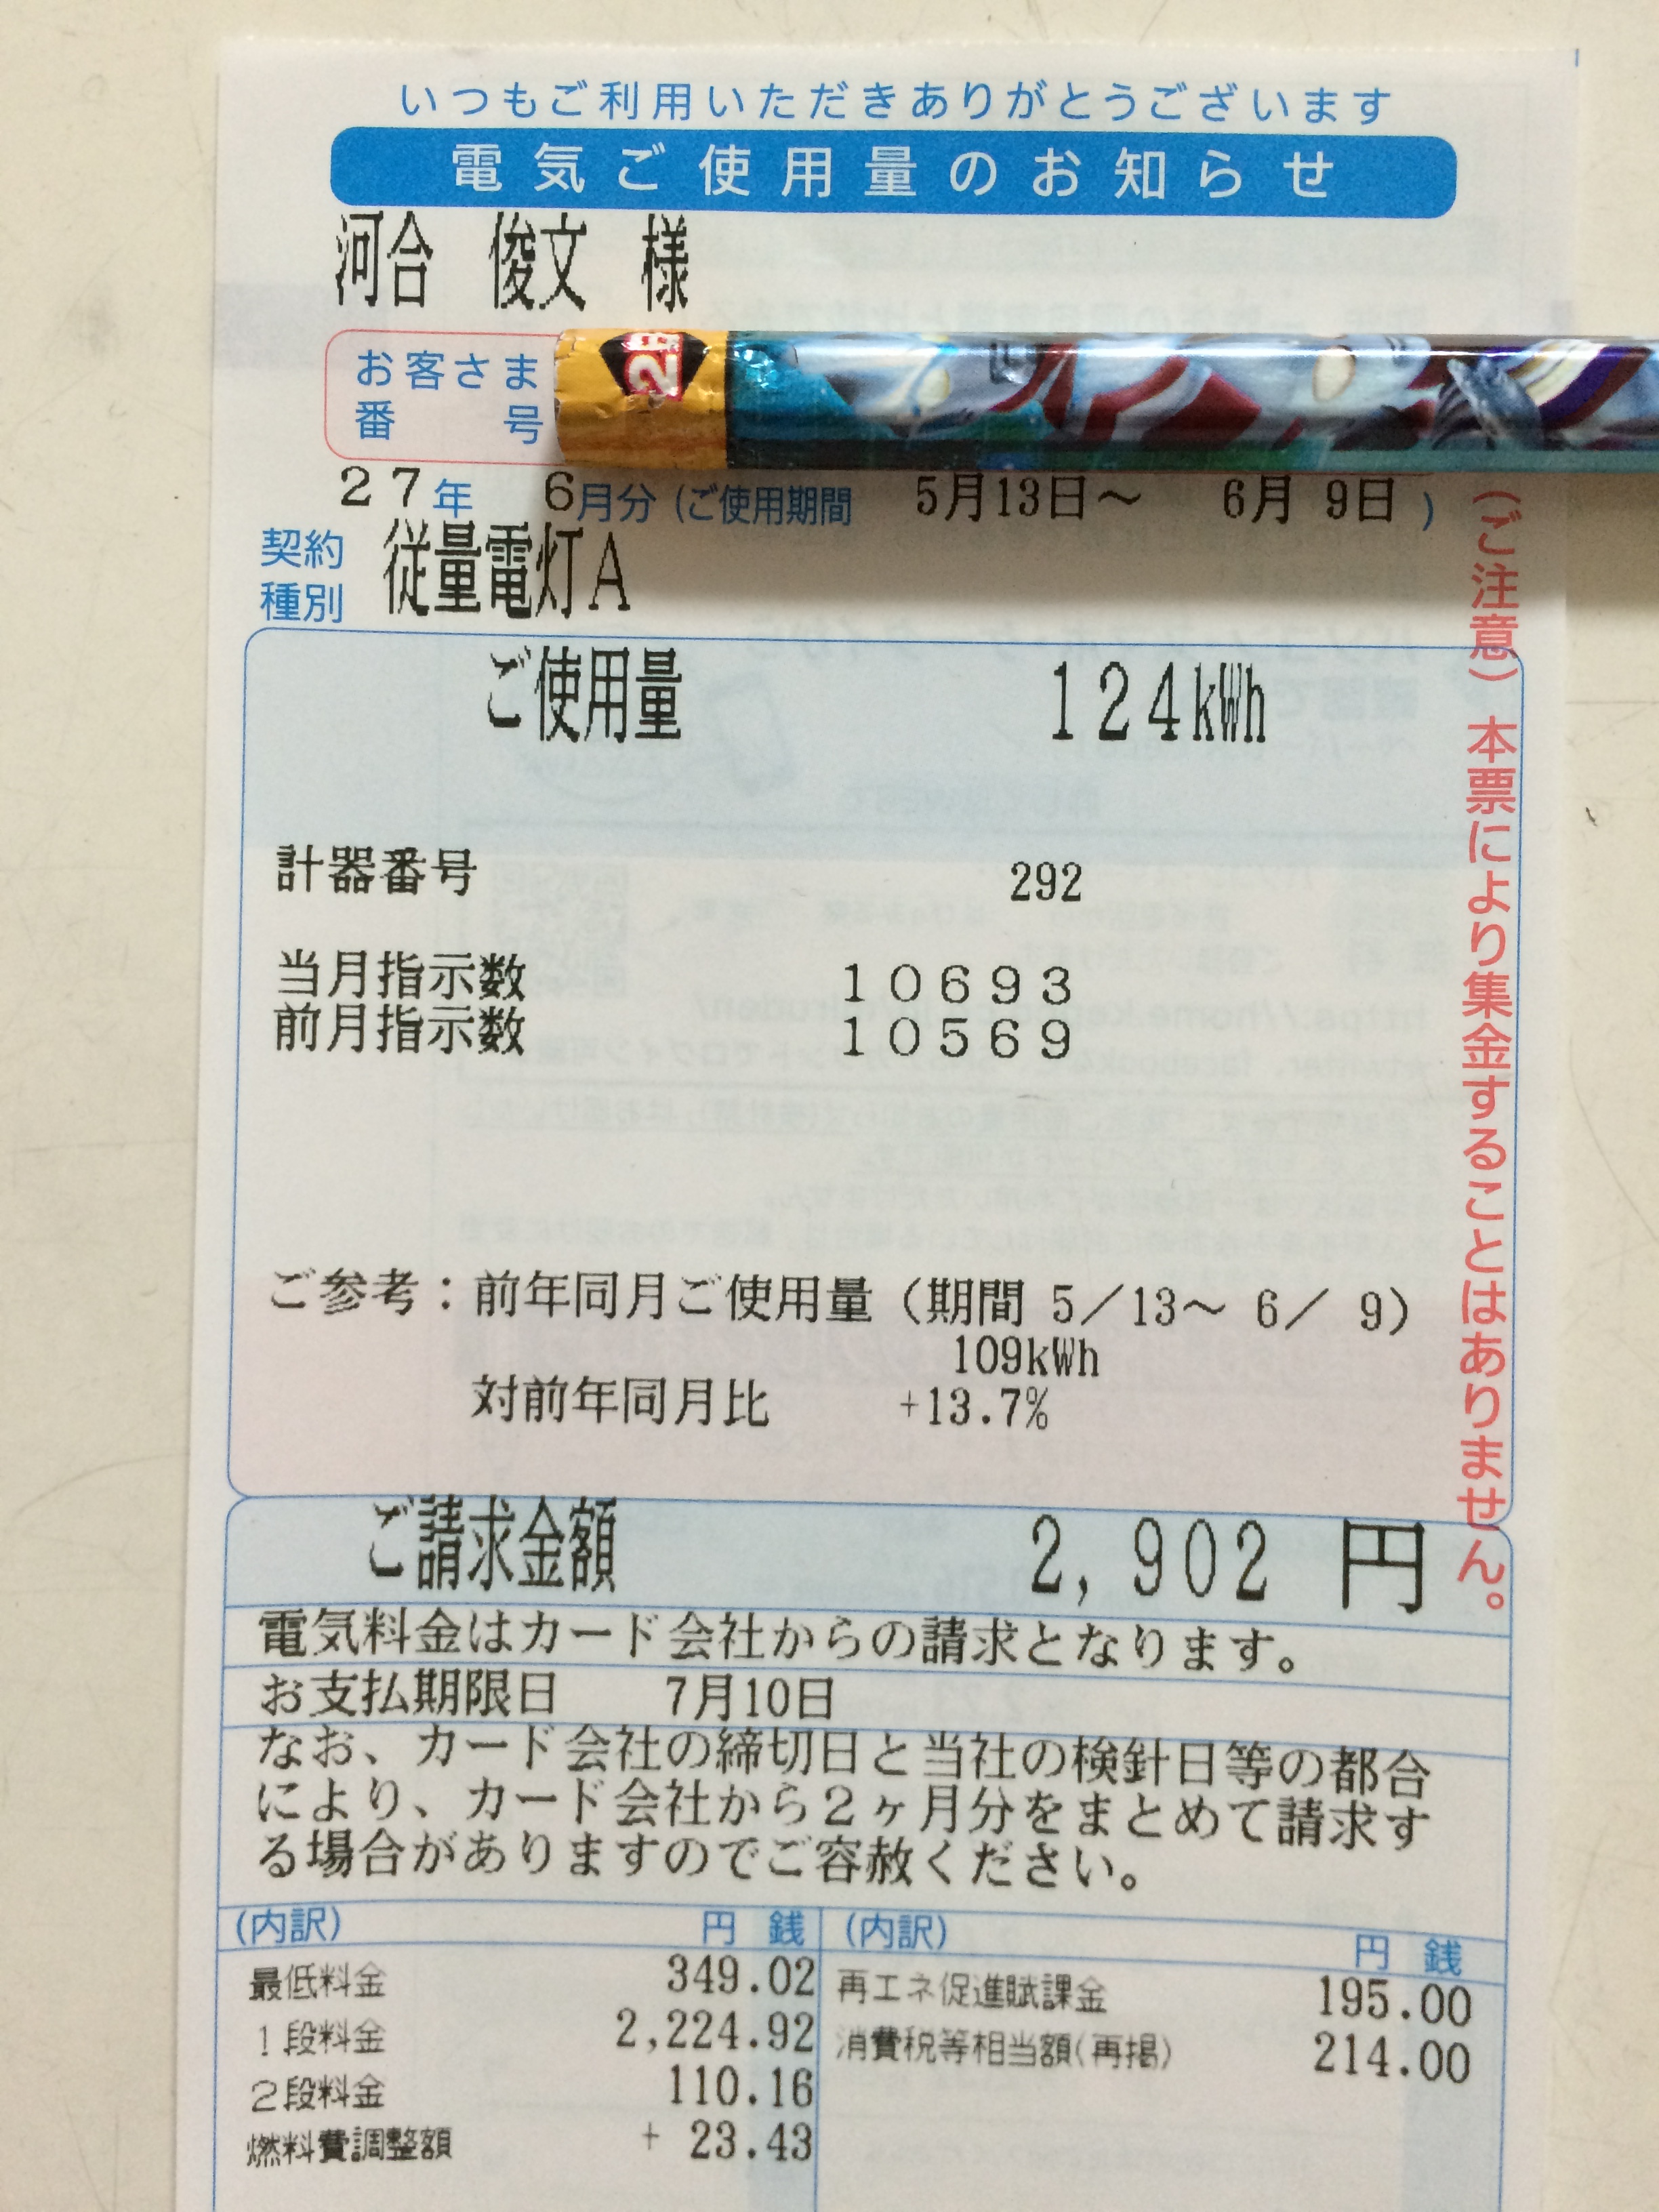 いつもご利用いただきありがとうございます
電気ご使用量のお知らせ
河合 俊文 様
お客さま
番号
27年 6月分(ご使用期間 5月13日〜 6月 9日)
契約
種別
従量電灯A
ご使用量 124kWh
計器番号 292
当月指示数 10693
前月指示数 10569
ご参考：前年同月ご使用量（期間 5／13〜 6／ 9）
109kWh
対前年同月比 +13.7%
ご請求金額 2,902 円
電気料金はカード会社からの請求となります。
お支払期限日 7月10日
なお、カード会社の締切日と当社の検針日等の都合
により、カード会社から2ヶ月分をまとめて請求す
る場合がありますのでご容赦ください。
(内訳) 円 銭
最低料金 349.02
1段料金 2,224.92
2段料金 110.16
燃料費調整額 + 23.43
(内訳) 円 銭
再エネ促進賦課金 195.00
消費税等相当額(再掲) 214.00
(ご注意) 本票により集金することはありません。
2B